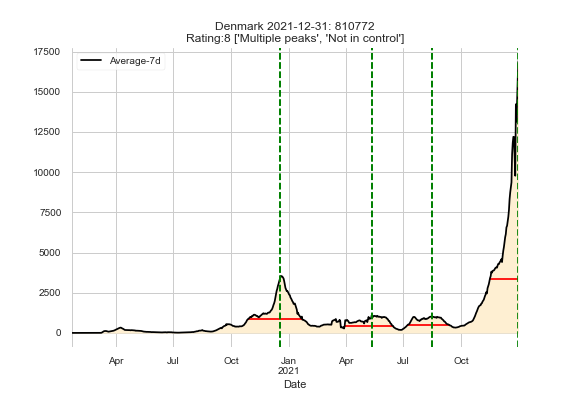 Denmark 2021-12-31: 810772
Rating:8 ['Multiple peaks', 'Not in control']
Average-7d
17500
15000
12500
10000
7500
5000
2500
0
Apr Jul Oct Jan Apr Jul Oct
2021
Date